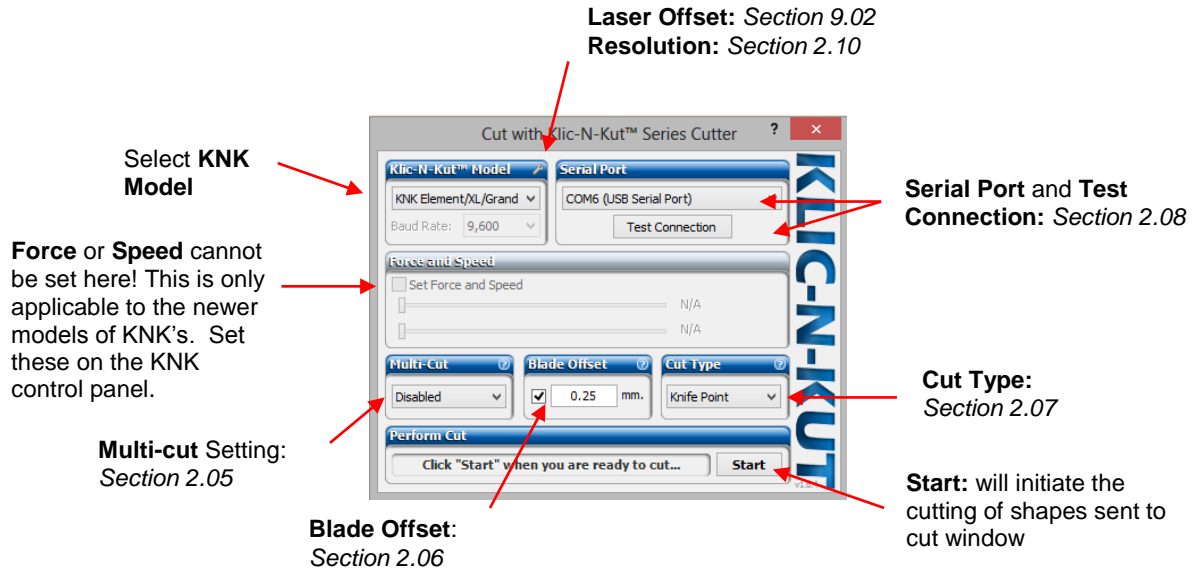 Laser Offset: Section 9.02
Resolution: Section 2.10
Cut with Klic-N-Kut™ Series Cutter ?
Select KNK
Model
Klic-N-Kut™ Model
KNK Element/XL/Grand
Baud Rate: 9,600
Serial Port
COM6 (USB Serial Port)
Test Connection
Serial Port and Test
Connection: Section 2.08
Force or Speed cannot
be set here! This is only
applicable to the newer
models of KNK's. Set
these on the KNK
control panel.
Force and Speed
Set Force and Speed
N/A
N/A
Multi-Cut ?
Disabled
Blade Offset ?
0.25 mm.
Cut Type ?
Knife Point
Cut Type:
Section 2.07
Multi-cut Setting:
Section 2.05
Perform Cut
Click "Start" when you are ready to cut...
Start
KLIC-N-KUT
Start: will initiate the
cutting of shapes sent to
cut window
Blade Offset:
Section 2.06